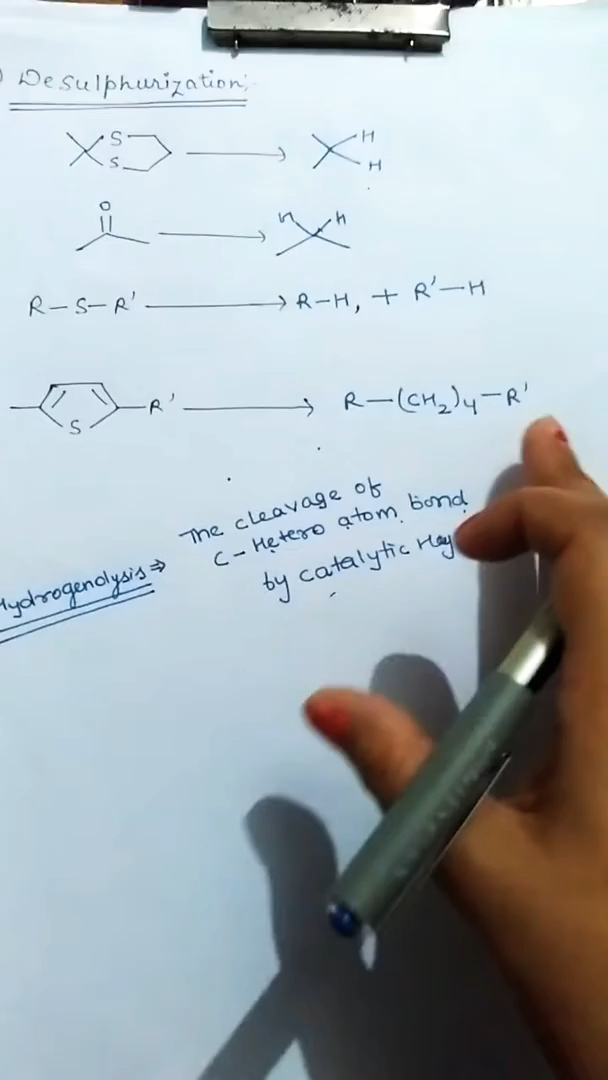 Desulphurization:-
S
S
H
H
O
H H
R-S-R' → R-H, + R'-H
S -R' → R-(CH2)4-R'
The cleavage of
Hydrogenolysis ⇒ C-Hetero atom bond
by catalytic